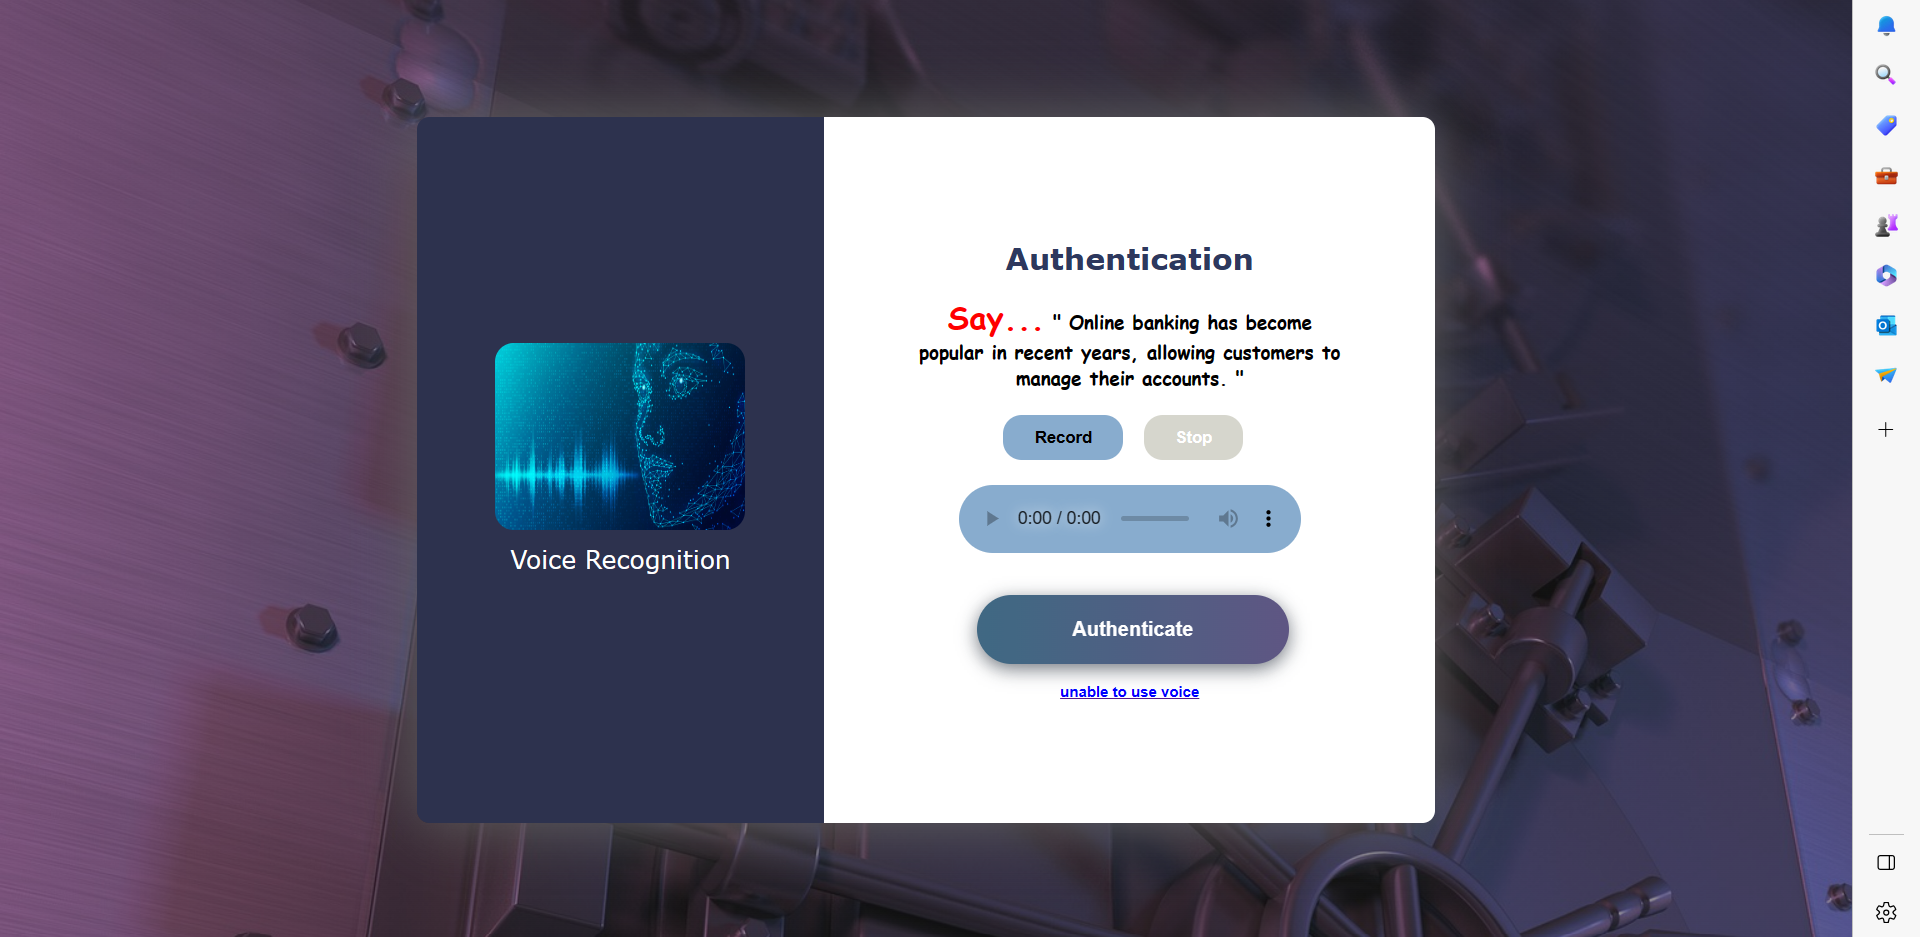 Authentication
Say... " Online banking has become
popular in recent years, allowing customers to
manage their accounts. "
Record Stop
0:00 / 0:00
Voice Recognition
Authenticate
unable to use voice